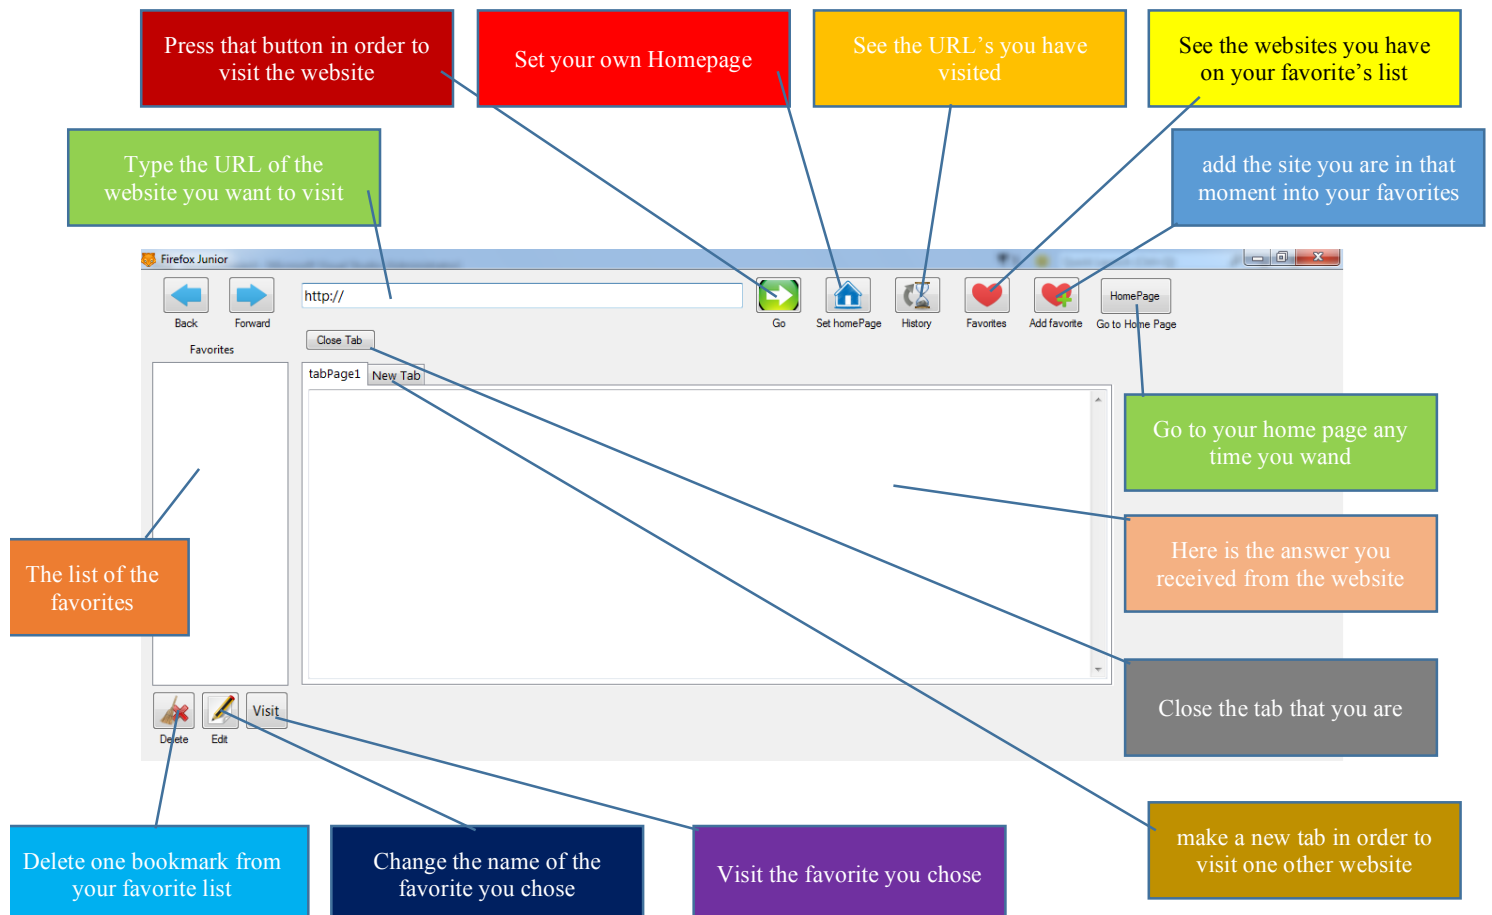 Press that button in order to
visit the website
Set your own Homepage
See the URL's you have
visited
See the websites you have
on your favorite's list
Type the URL of the
website you want to visit
add the site you are in that
moment into your favorites
Firefox Junior
Back
Forward
http://
Go
Set homePage
History
Favorites
Add favorite
HomePage
Go to Home Page
Favorites
Close Tab
tabPage1
New Tab
Go to your home page any
time you wand
Here is the answer you
received from the website
The list of the
favorites
Close the tab that you are
Visit
Delete
Edit
make a new tab in order to
visit one other website
Delete one bookmark from
your favorite list
Change the name of the
favorite you chose
Visit the favorite you chose